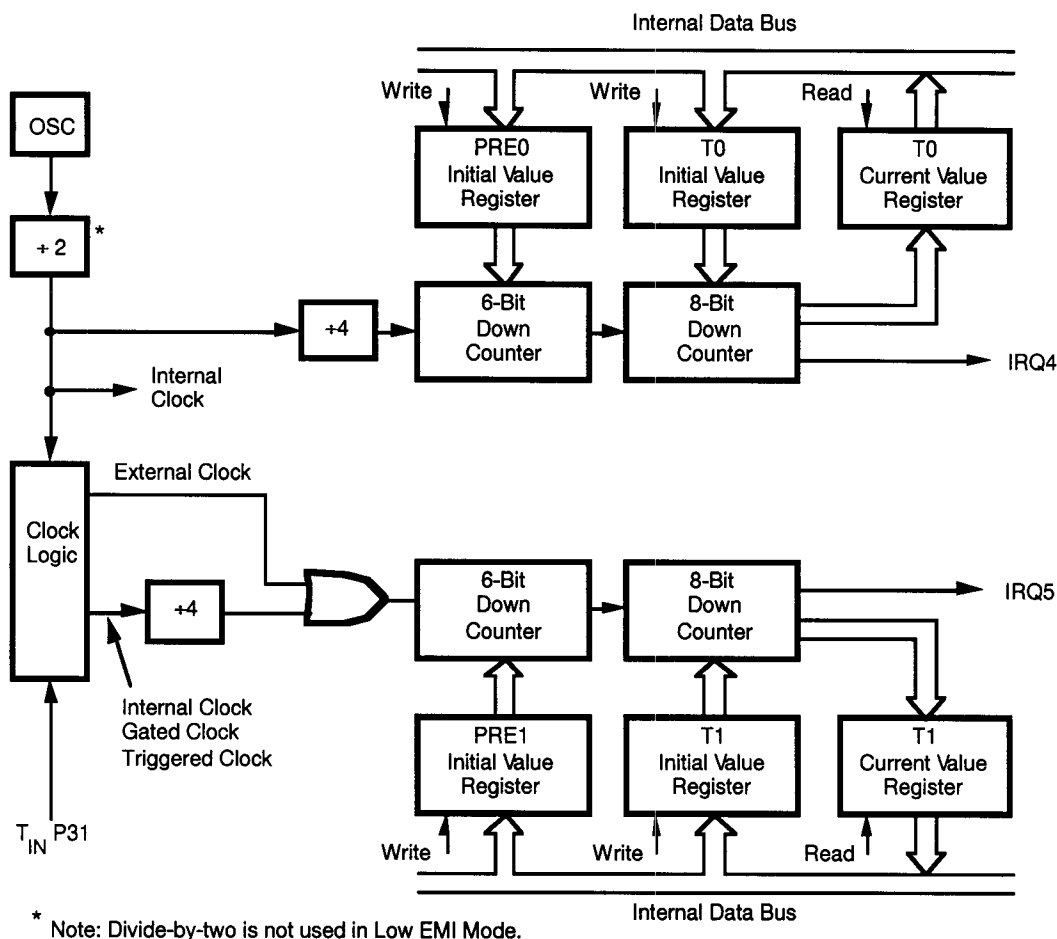 Internal Data Bus
Write
Write
Read
OSC
PRE0
Initial Value
Register
T0
Initial Value
Register
T0
Current Value
Register
÷ 2
*
÷4
6-Bit
Down
Counter
8-Bit
Down
Counter
IRQ4
Internal
Clock
External Clock
Clock
Logic
÷4
6-Bit
Down
Counter
8-Bit
Down
Counter
IRQ5
Internal Clock
Gated Clock
Triggered Clock
PRE1
Initial Value
Register
T1
Initial Value
Register
T1
Current Value
Register
TIN P31
Write
Write
Read
Internal Data Bus
* Note: Divide-by-two is not used in Low EMI Mode.